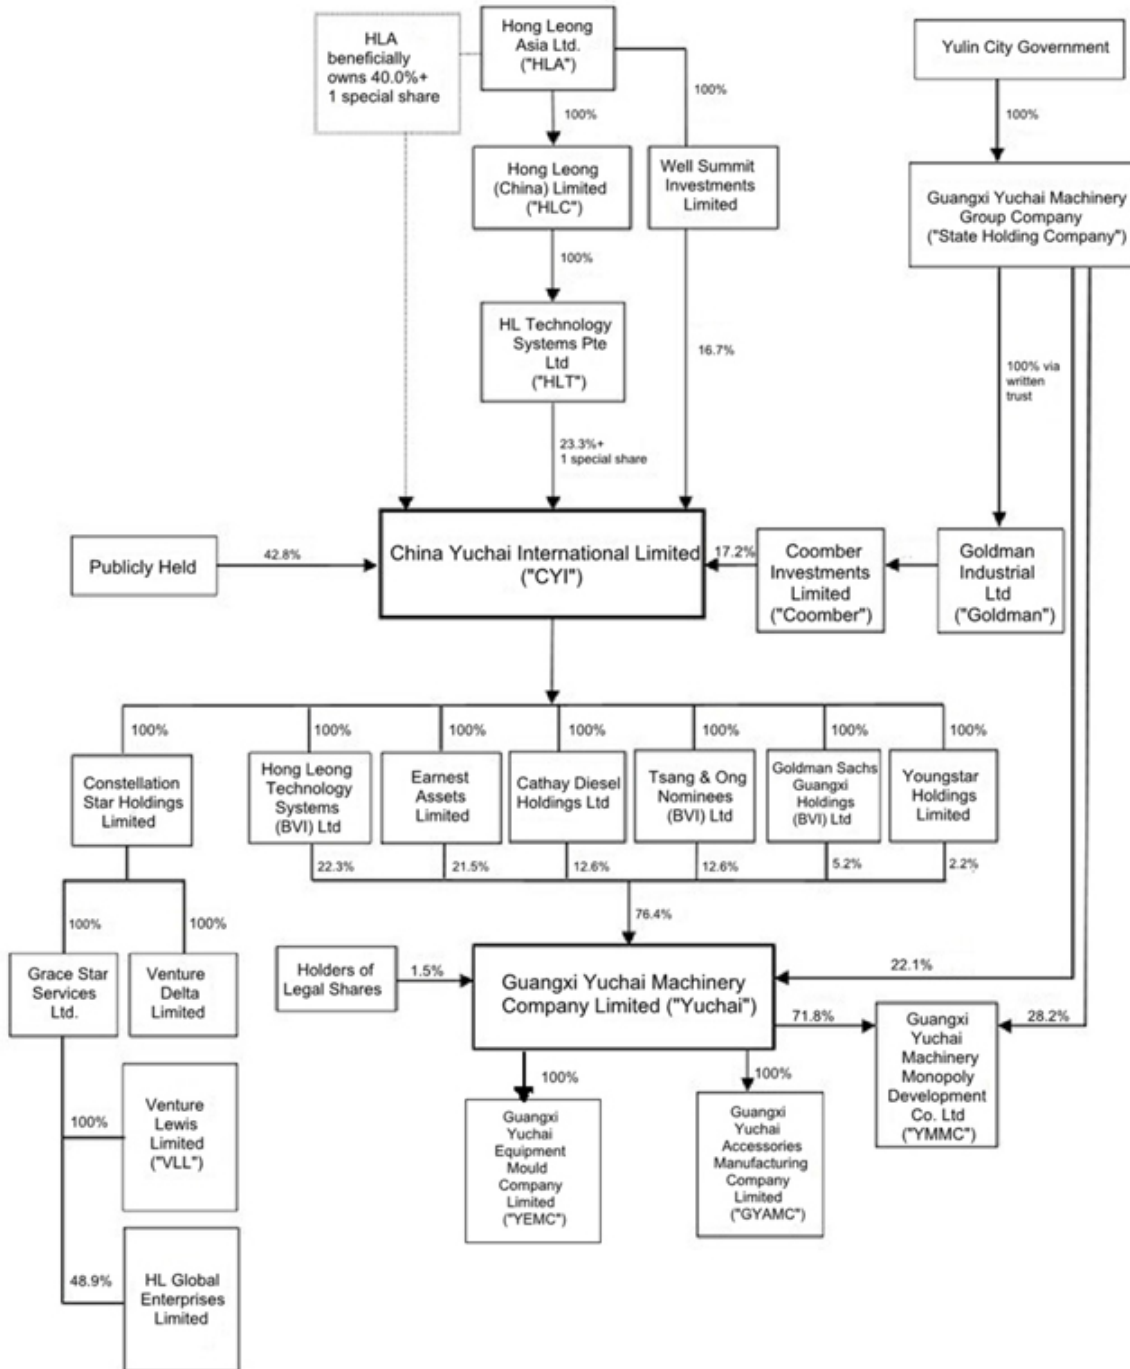 HLA
beneficially
owns 40.0%+
1 special share
Hong Leong
Asia Ltd.
("HLA")
Yulin City Government
100%
100%
100%
Hong Leong
(China) Limited
("HLC")
Well Summit
Investments
Limited
Guangxi Yuchai Machinery
Group Company
("State Holding Company")
100%
HL Technology
Systems Pte
Ltd
("HLT")
16.7%
100% via
written
trust
23.3%+
1 special share
Publicly Held
42.8%
China Yuchai International Limited
("CYI")
17.2%
Coomber
Investments
Limited
("Coomber")
Goldman
Industrial
Ltd
("Goldman")
100%
100%
100%
100%
100%
100%
100%
Constellation
Star Holdings
Limited
Hong Leong
Technology
Systems
(BVI) Ltd
Earnest
Assets
Limited
Cathay Diesel
Holdings Ltd
Tsang & Ong
Nominees
(BVI) Ltd
Goldman Sachs
Guangxi
Holdings
(BVI) Ltd
Youngstar
Holdings
Limited
22.3%
21.5%
12.6%
12.6%
5.2%
2.2%
76.4%
100%
100%
Grace Star
Services
Ltd.
Venture
Delta
Limited
Holders of
Legal Shares
1.5%
Guangxi Yuchai Machinery
Company Limited ("Yuchai")
22.1%
71.8%
28.2%
Guangxi
Yuchai
Machinery
Monopoly
Development
Co. Ltd
("YMMC")
100%
100%
100%
Venture
Lewis
Limited
("VLL")
Guangxi
Yuchai
Equipment
Mould
Company
Limited
("YEMC")
Guangxi
Yuchai
Accessories
Manufacturing
Company
Limited
("GYAMC")
48.9%
HL Global
Enterprises
Limited